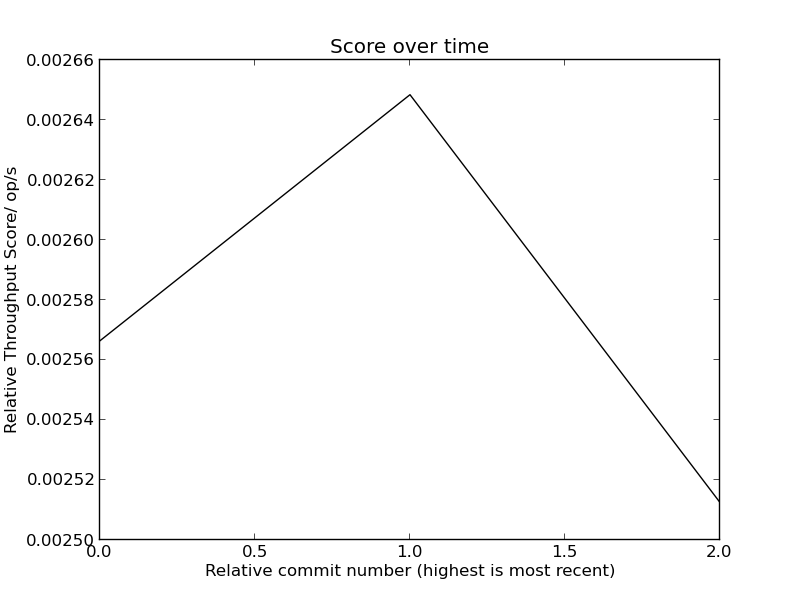 Score over time
Relative Throughput Score/ op/s
0.00266
0.00264
0.00262
0.00260
0.00258
0.00256
0.00254
0.00252
0.00250
0.0 0.5 1.0 1.5 2.0
Relative commit number (highest is most recent)